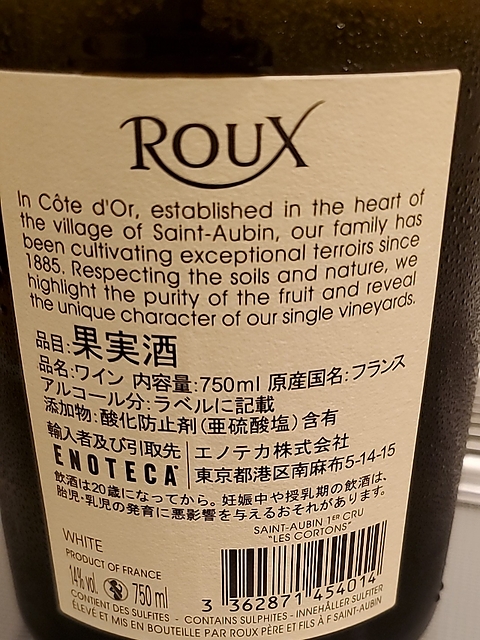 ROUX
In Côte d'Or, established in the heart of
the village of Saint-Aubin, our family has
been cultivating exceptional terroirs since
1885. Respecting the soils and nature, we
highlight the purity of the fruit and reveal
the unique character of our single vineyards.
品目:果実酒
品名:ワイン 内容量:750ml 原産国名:フランス
アルコール分:ラベルに記載
添加物:酸化防止剤(亜硫酸塩)含有
輸入者及び引取先 エノテカ株式会社
ENOTECA 東京都港区南麻布5-14-15
飲酒は20歳になってから。妊娠中や授乳期の飲酒は、
胎児・乳児の発育に悪影響を与えるおそれがあります。
SAINT-AUBIN 1ER CRU
"LES CORTONS"
WHITE
PRODUCT OF FRANCE
14% vol. 750 ml
3 362871 454014
CONTIENT DES SULFITES - CONTAINS SULPHITES - INNEHÅLLER SULFITER
ÉLEVÉ ET MIS EN BOUTEILLE PAR ROUX PÈRE ET FILS À F SAINT-AUBIN